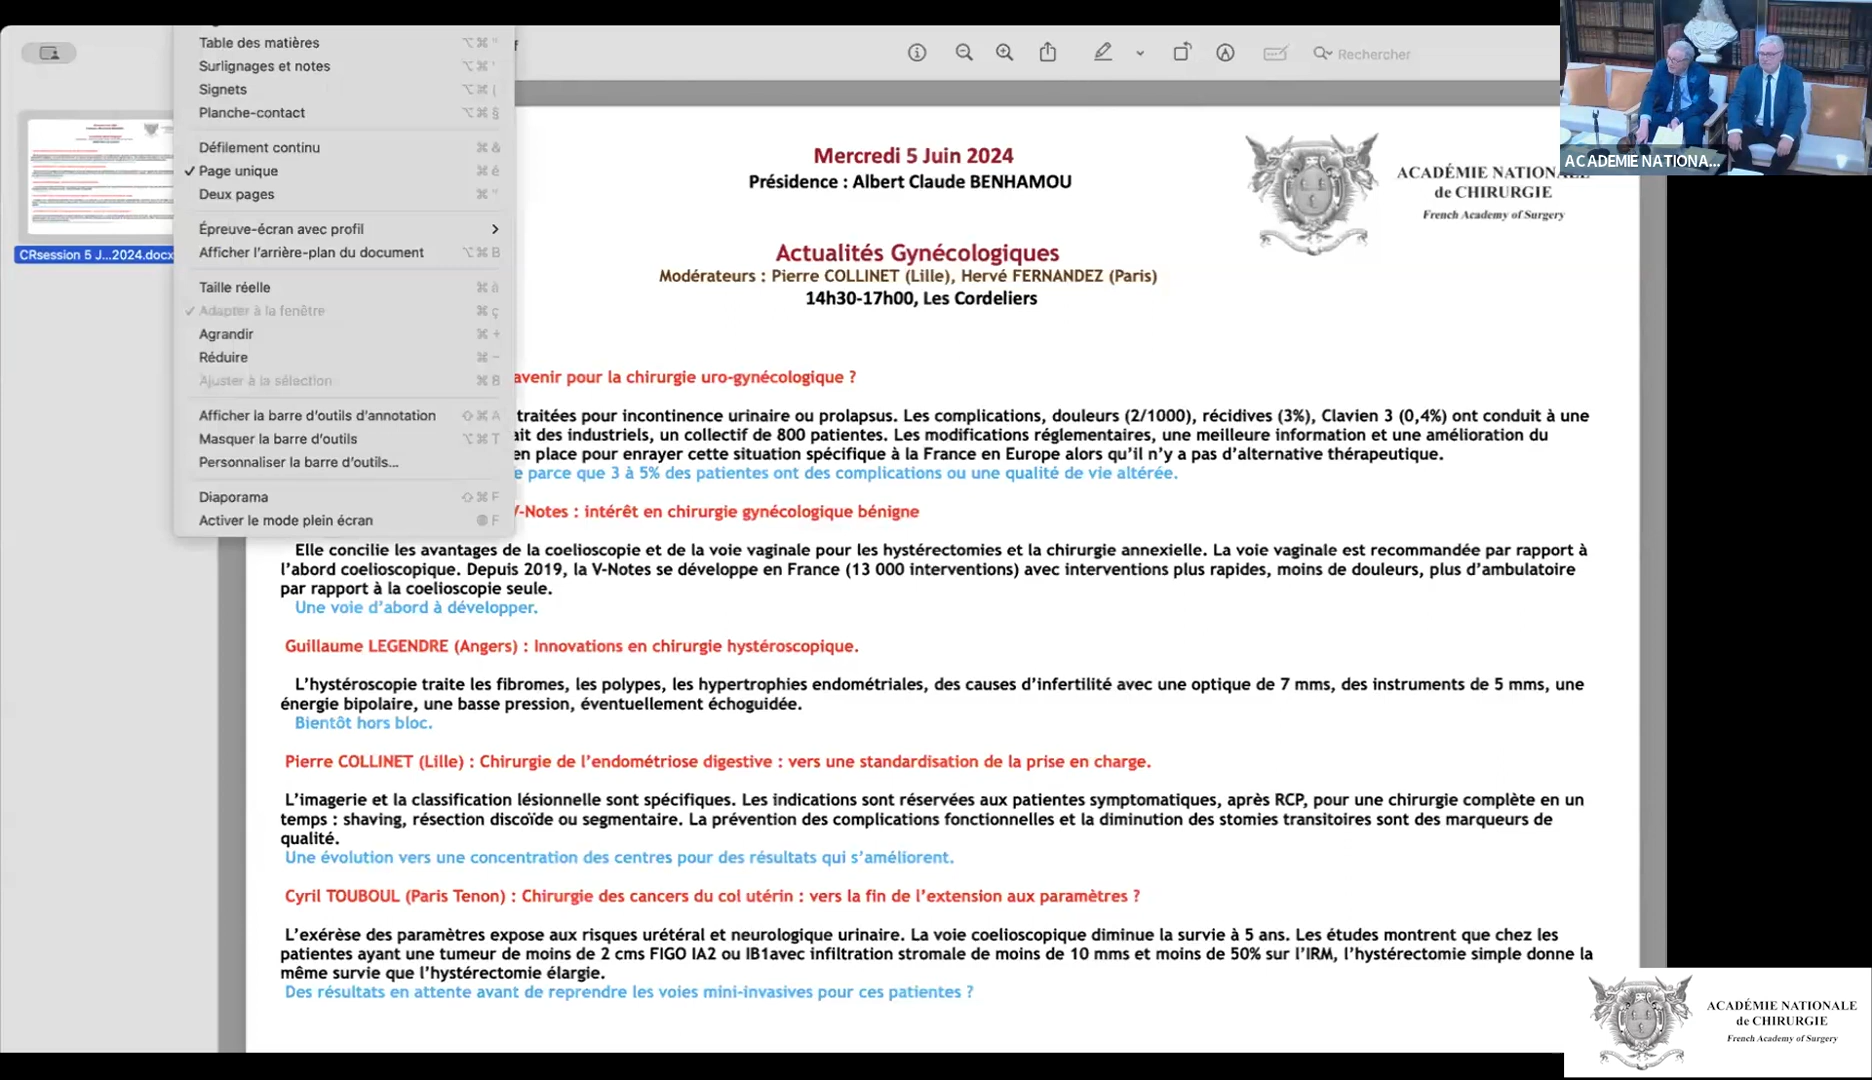 Table des matières ⌥⌘"
Surlignages et notes ⌥⌘'
Signets ⌥⌘(
Planche-contact ⌥⌘§
Défilement continu ⌘&
✓ Page unique ⌘é
Deux pages ⌘"
Épreuve-écran avec profil >
Afficher l'arrière-plan du document ⌥⌘B
Taille réelle ⌘à
✓ Adapter à la fenêtre ⌘ç
Agrandir ⌘+
Réduire ⌘-
Ajuster à la sélection ⌘8
Afficher la barre d'outils d'annotation ⇧⌘A
Masquer la barre d'outils ⌥⌘T
Personnaliser la barre d'outils...
Diaporama ⇧⌘F
Activer le mode plein écran F
CRsession 5 J...2024.docx
Rechercher
ACADEMIE NATIONA...
Mercredi 5 Juin 2024
Présidence : Albert Claude BENHAMOU
ACADÉMIE NATIONALE
de CHIRURGIE
French Academy of Surgery
Actualités Gynécologiques
Modérateurs : Pierre COLLINET (Lille), Hervé FERNANDEZ (Paris)
14h30-17h00, Les Cordeliers
avenir pour la chirurgie uro-gynécologique ?
traitées pour incontinence urinaire ou prolapsus. Les complications, douleurs (2/1000), récidives (3%), Clavien 3 (0,4%) ont conduit à une
ait des industriels, un collectif de 800 patientes. Les modifications réglementaires, une meilleure information et une amélioration du
en place pour enrayer cette situation spécifique à la France en Europe alors qu'il n'y a pas d'alternative thérapeutique.
e parce que 3 à 5% des patientes ont des complications ou une qualité de vie altérée.
V-Notes : intérêt en chirurgie gynécologique bénigne
Elle concilie les avantages de la coelioscopie et de la voie vaginale pour les hystérectomies et la chirurgie annexielle. La voie vaginale est recommandée par rapport à
l'abord coelioscopique. Depuis 2019, la V-Notes se développe en France (13 000 interventions) avec interventions plus rapides, moins de douleurs, plus d'ambulatoire
par rapport à la coelioscopie seule.
Une voie d'abord à développer.
Guillaume LEGENDRE (Angers) : Innovations en chirurgie hystéroscopique.
L'hystéroscopie traite les fibromes, les polypes, les hypertrophies endométriales, des causes d'infertilité avec une optique de 7 mms, des instruments de 5 mms, une
énergie bipolaire, une basse pression, éventuellement échoguidée.
Bientôt hors bloc.
Pierre COLLINET (Lille) : Chirurgie de l'endométriose digestive : vers une standardisation de la prise en charge.
L'imagerie et la classification lésionnelle sont spécifiques. Les indications sont réservées aux patientes symptomatiques, après RCP, pour une chirurgie complète en un
temps : shaving, résection discoïde ou segmentaire. La prévention des complications fonctionnelles et la diminution des stomies transitoires sont des marqueurs de
qualité.
Une évolution vers une concentration des centres pour des résultats qui s'améliorent.
Cyril TOUBOUL (Paris Tenon) : Chirurgie des cancers du col utérin : vers la fin de l'extension aux paramètres ?
L'exérèse des paramètres expose aux risques urétéral et neurologique urinaire. La voie coelioscopique diminue la survie à 5 ans. Les études montrent que chez les
patientes ayant une tumeur de moins de 2 cms FIGO IA2 ou IB1avec infiltration stromale de moins de 10 mms et moins de 50% sur l'IRM, l'hystérectomie simple donne la
même survie que l'hystérectomie élargie.
Des résultats en attente avant de reprendre les voies mini-invasives pour ces patientes ?
ACADÉMIE NATIONALE
de CHIRURGIE
French Academy of Surgery